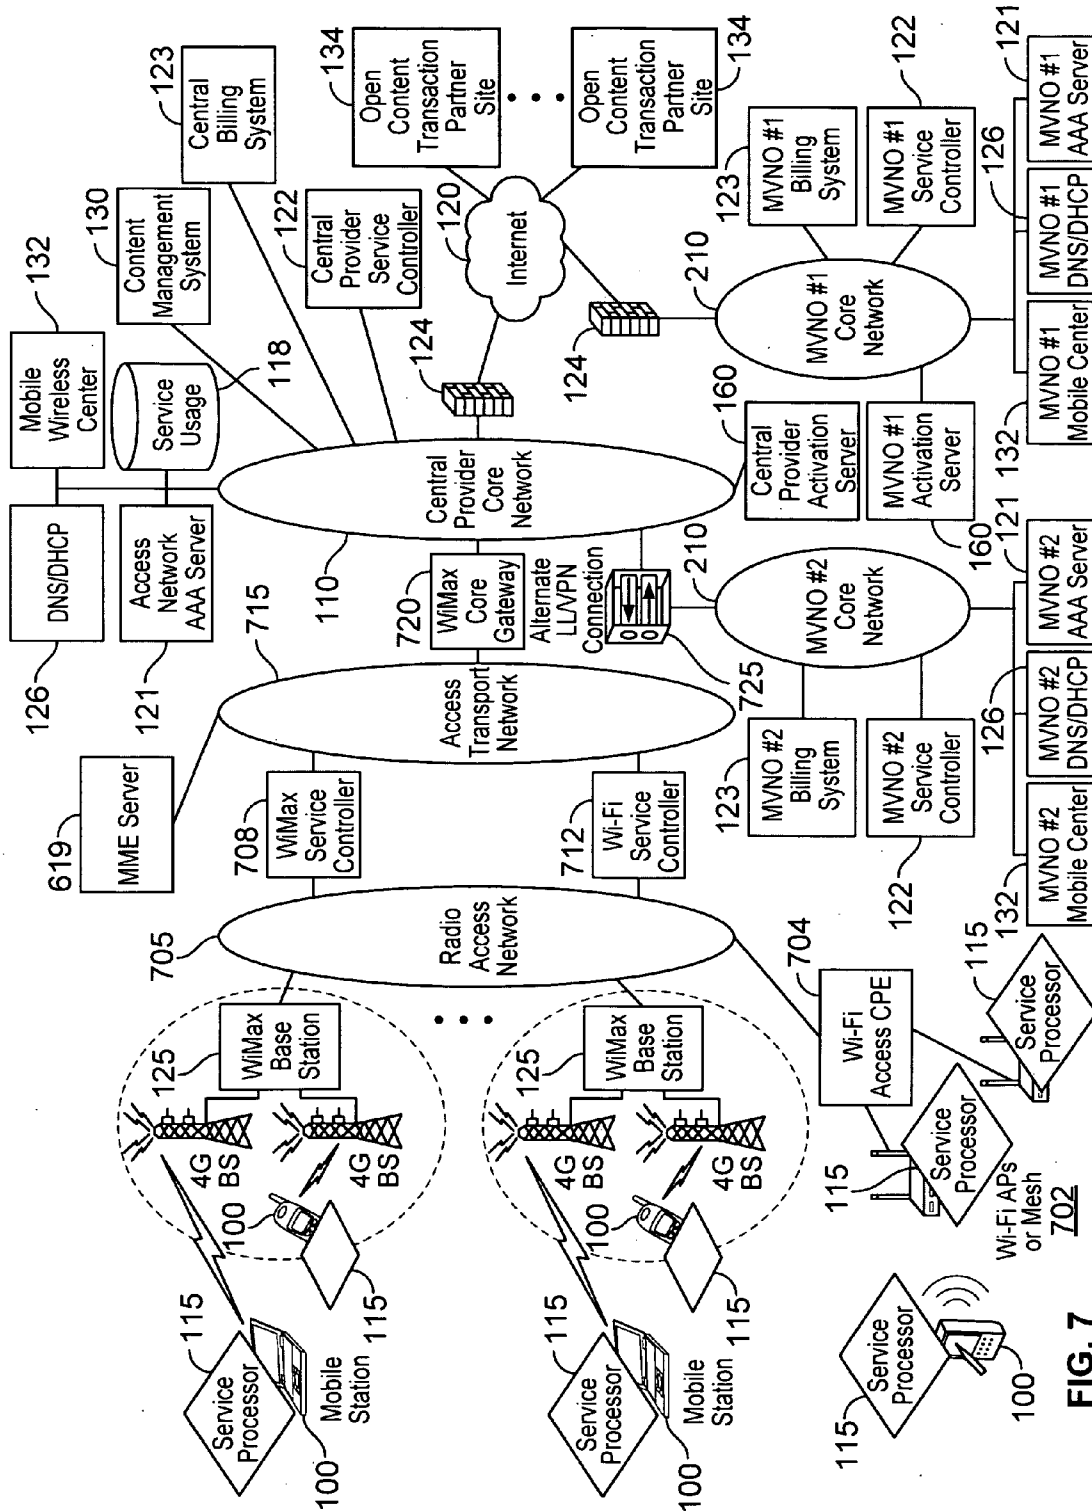 115
Service
Processor
100
115
Service
Processor
Mobile
Station
100
100
115
4G
BS
4G
BS
125
WiMax
Base
Station
115
Service
Processor
Mobile
Station
100
100
115
4G
BS
4G
BS
125
WiMax
Base
Station
115
Service
Processor
Wi-Fi APs
or Mesh
702
115
Service
Processor
704
Wi-Fi
Access CPE
705
Radio
Access
Network
708
WiMax
Service
Controller
712
Wi-Fi
Service
Controller
619
MME Server
715
Access
Transport
Network
720
WiMax
Core
Gateway
Alternate
LL/VPN
Connection
725
110
Central
Provider
Core
Network
126
DNS/DHCP
121
Access
Network
AAA Server
132
Mobile
Wireless
Center
118
Service
Usage
130
Content
Management
System
123
Central
Billing
System
122
Central
Provider
Service
Controller
124
120
Internet
134
Open
Content
Transaction
Partner
Site
Open
Content
Transaction
Partner
Site
134
124
160
Central
Provider
Activation
Server
210
MVNO #2
Core
Network
123
MVNO #2
Billing
System
122
MVNO #2
Service
Controller
132
MVNO #2
Mobile Center
126
MVNO #2
DNS/DHCP
121
MVNO #2
AAA Server
210
MVNO #1
Core
Network
160
MVNO #1
Activation
Server
123
MVNO #1
Billing
System
122
MVNO #1
Service
Controller
132
MVNO #1
Mobile Center
126
MVNO #1
DNS/DHCP
121
MVNO #1
AAA Server
FIG. 7